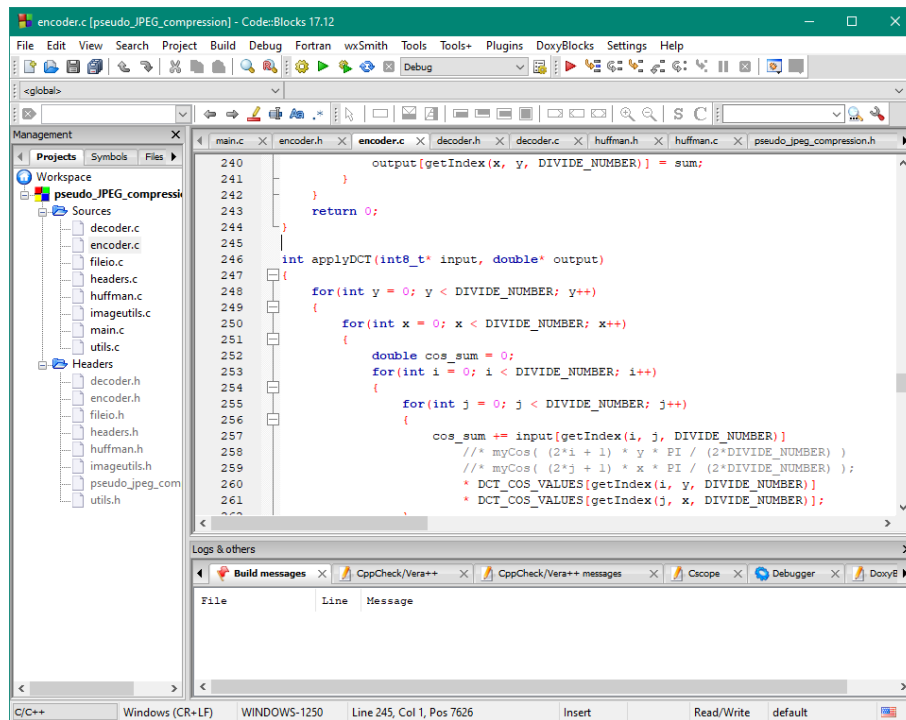 encoder.c [pseudo_JPEG_compression] - Code::Blocks 17.12
File Edit View Search Project Build Debug Fortran wxSmith Tools Tools+ Plugins DoxyBlocks Settings Help
Debug
<global>
S C
Management
main.c encoder.h encoder.c decoder.h decoder.c huffman.h huffman.c pseudo_jpeg_compression.h
Projects Symbols Files
Workspace
pseudo_JPEG_compressi
Sources
decoder.c
encoder.c
fileio.c
headers.c
huffman.c
imageutils.c
main.c
utils.c
Headers
decoder.h
encoder.h
fileio.h
headers.h
huffman.h
imageutils.h
pseudo_jpeg_com
utils.h
240 output[getIndex(x, y, DIVIDE_NUMBER)] = sum;
241 }
242 }
243 return 0;
244 }
245
246 int applyDCT(int8_t* input, double* output)
247 {
248 for(int y = 0; y < DIVIDE_NUMBER; y++)
249 {
250 for(int x = 0; x < DIVIDE_NUMBER; x++)
251 {
252 double cos_sum = 0;
253 for(int i = 0; i < DIVIDE_NUMBER; i++)
254 {
255 for(int j = 0; j < DIVIDE_NUMBER; j++)
256 {
257 cos_sum += input[getIndex(i, j, DIVIDE_NUMBER)]
258 //* myCos( (2*i + 1) * y * PI / (2*DIVIDE_NUMBER) )
259 //* myCos( (2*j + 1) * x * PI / (2*DIVIDE_NUMBER) );
260 * DCT_COS_VALUES[getIndex(i, y, DIVIDE_NUMBER)]
261 * DCT_COS_VALUES[getIndex(j, x, DIVIDE_NUMBER)];
Logs & others
Build messages CppCheck/Vera++ CppCheck/Vera++ messages Cscope Debugger DoxyB
File Line Message
C/C++ Windows (CR+LF) WINDOWS-1250 Line 245, Col 1, Pos 7626 Insert Read/Write default